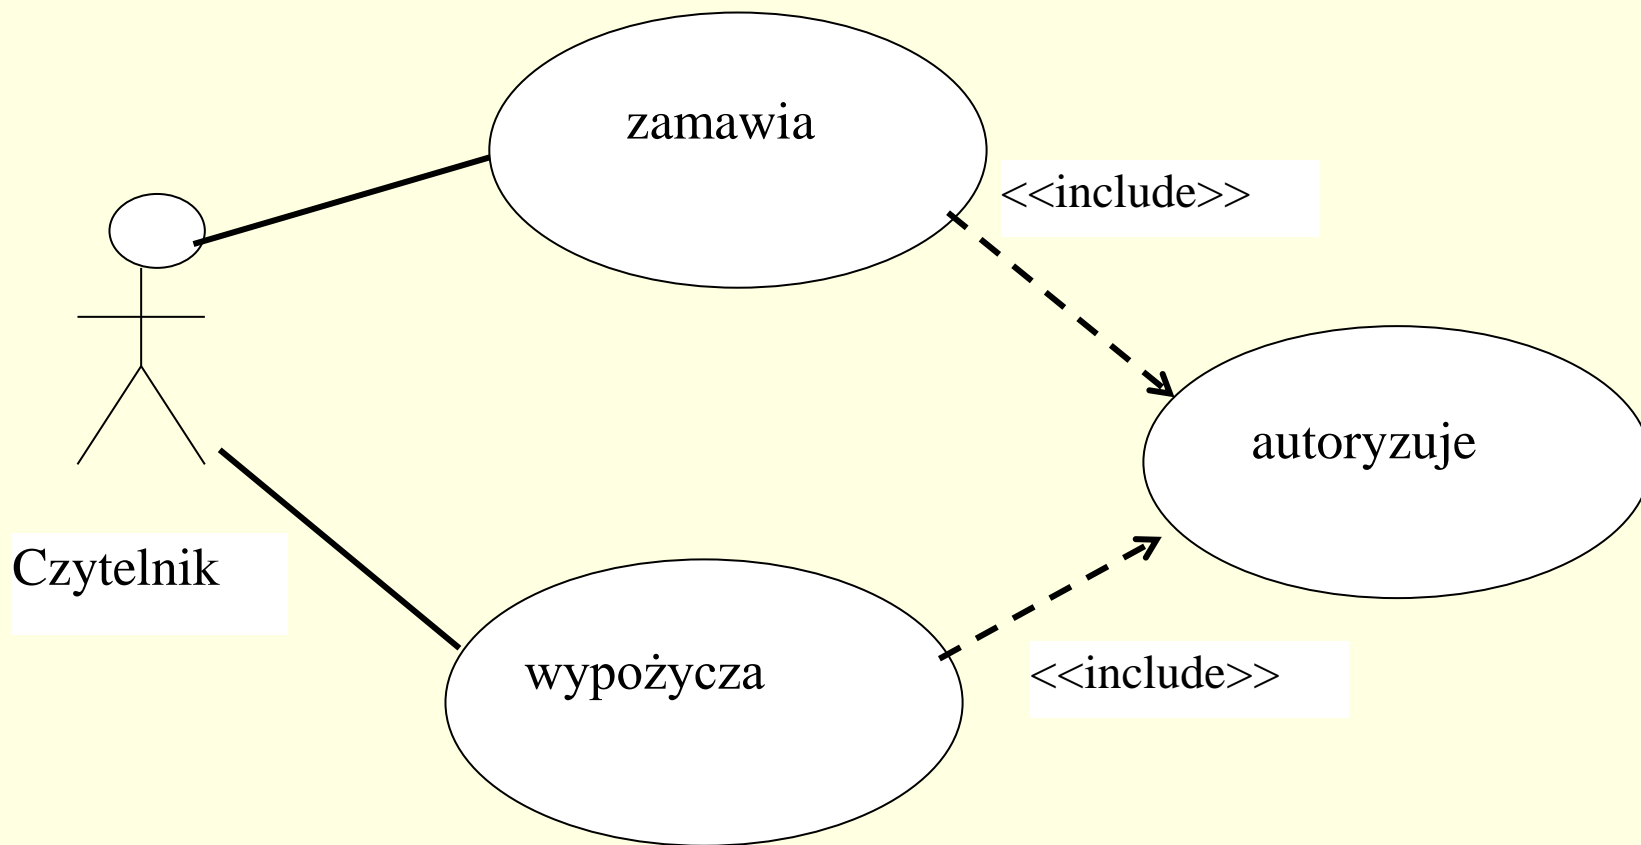 zamawia
<<include>>
autoryzuje
Czytelnik
wypożycza
<<include>>